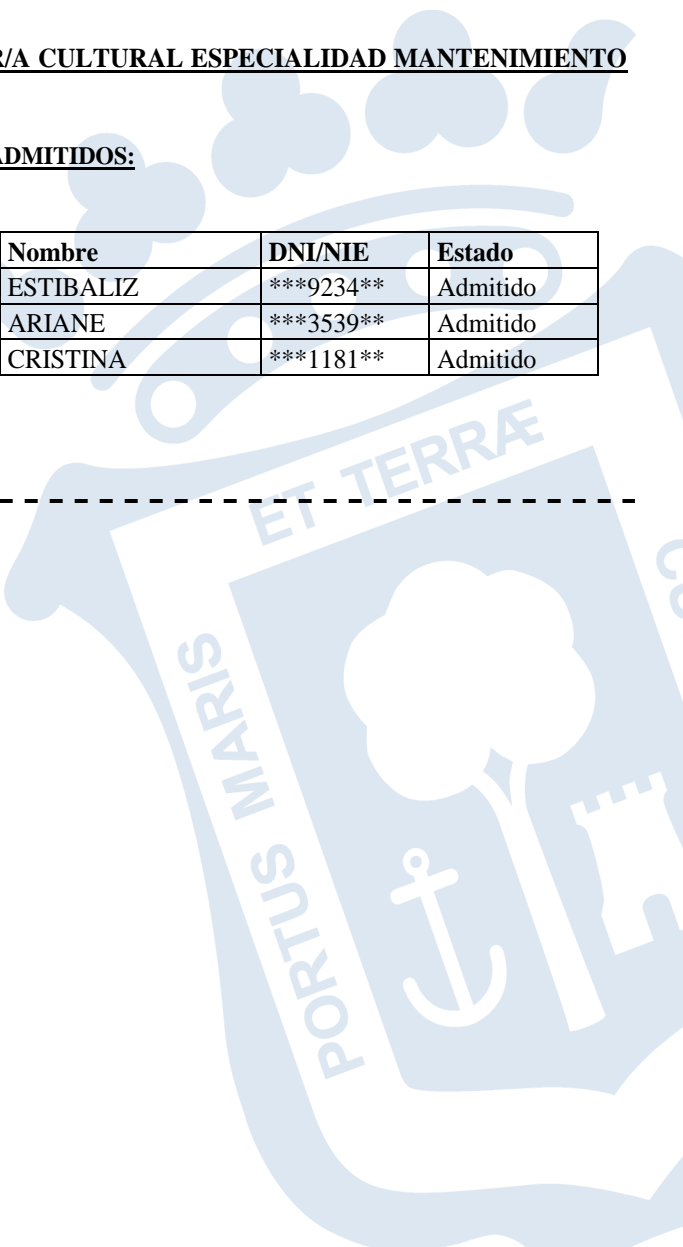 R/A CULTURAL ESPECIALIDAD MANTENIMIENTO
ADMITIDOS:
Nombre DNI/NIE Estado
ESTIBALIZ ***9234** Admitido
ARIANE ***3539** Admitido
CRISTINA ***1181** Admitido
PORTUS MARIS ET TERRÆ